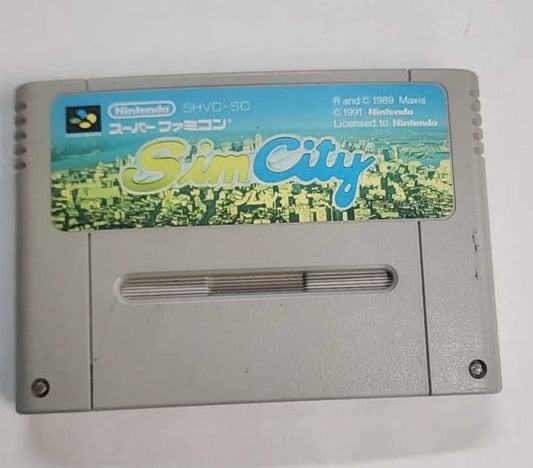 Nintendo SHVC-SC
スーパーファミコン®
R and © 1989 Maxis
© 1991 Nintendo
Licensed to Nintendo
SimCity